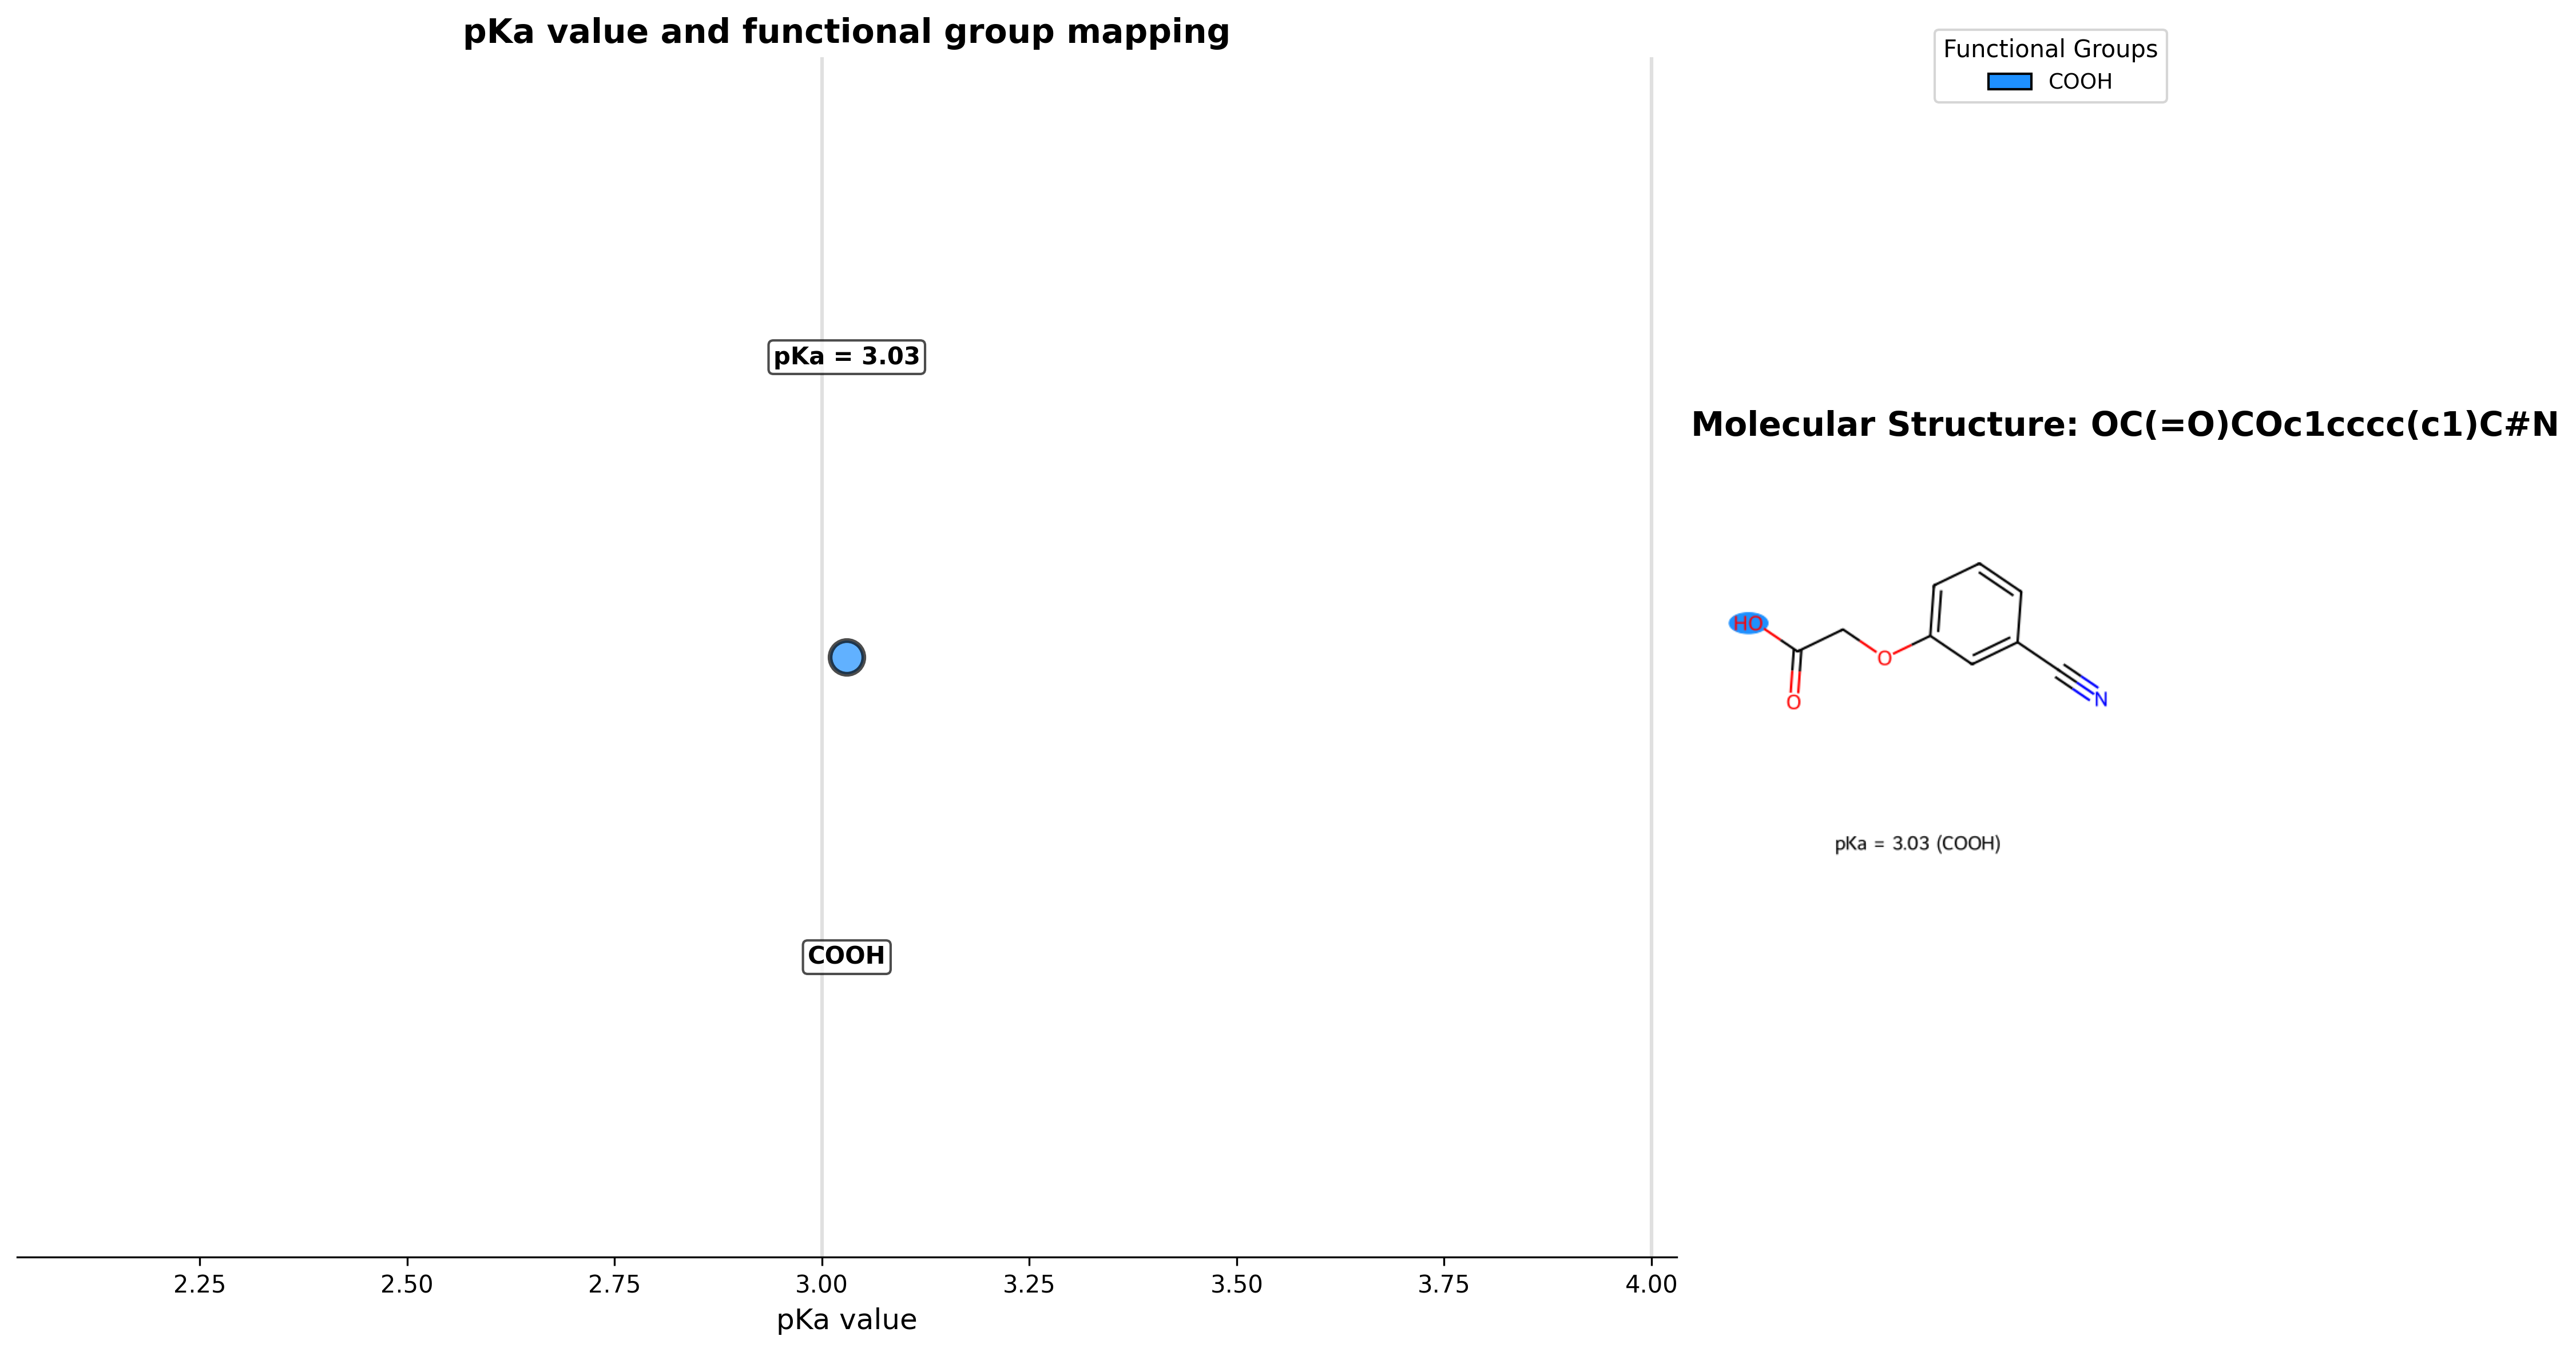 pKa value and functional group mapping
Functional Groups
COOH
pKa = 3.03
Molecular Structure: OC(=O)COc1cccc(c1)C#N
HO
O
O
N
pKa = 3.03 (COOH)
COOH
2.25 2.50 2.75 3.00 3.25 3.50 3.75 4.00
pKa value